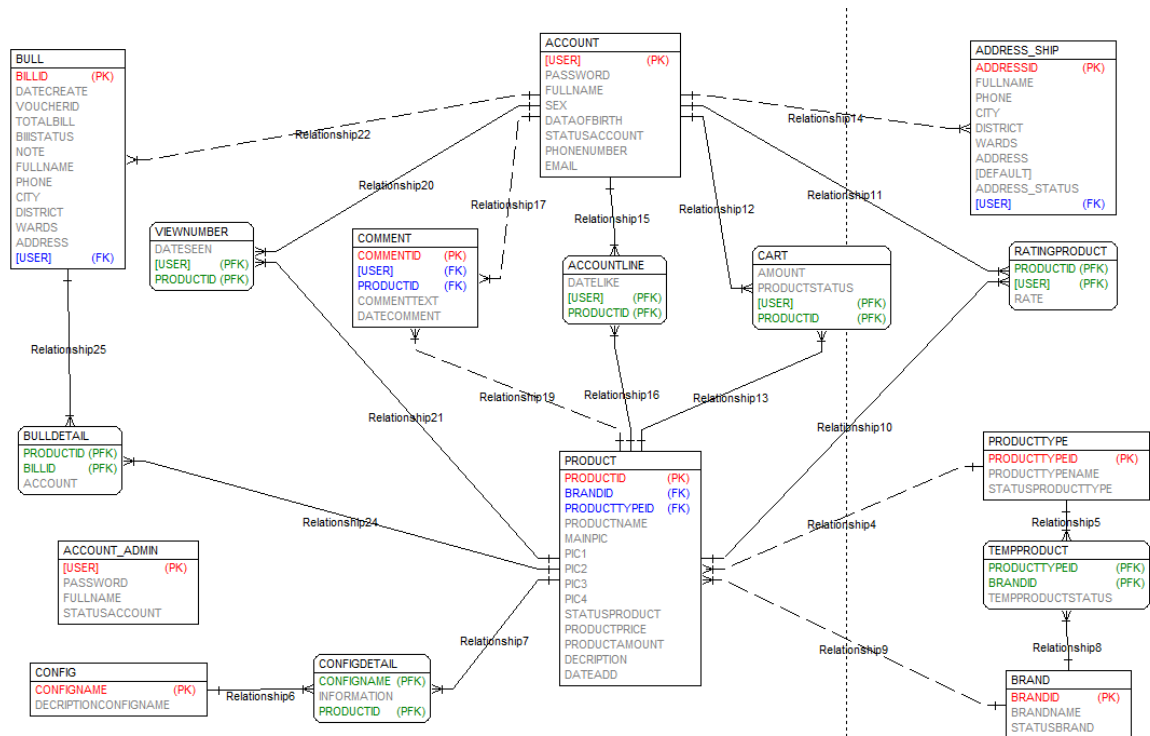 BULL
BILLID (PK)
DATECREATE
VOUCHERID
TOTALBILL
BIllSTATUS
NOTE
FULLNAME
PHONE
CITY
DISTRICT
WARDS
ADDRESS
[USER] (FK)
ACCOUNT
[USER] (PK)
PASSWORD
FULLNAME
SEX
DATAOFBIRTH
STATUSACCOUNT
PHONENUMBER
EMAIL
ADDRESS_SHIP
ADDRESSID (PK)
FULLNAME
PHONE
CITY
DISTRICT
WARDS
ADDRESS
[DEFAULT]
ADDRESS_STATUS
[USER] (FK)
Relationship22
Relationship14
Relationship20
Relationship17
Relationship15
Relationship12
Relationship11
VIEWNUMBER
DATESEEN
[USER] (PFK)
PRODUCTID (PFK)
COMMENT
COMMENTID (PK)
[USER] (FK)
PRODUCTID (FK)
COMMENTTEXT
DATECOMMENT
ACCOUNTLINE
DATELIKE
[USER] (PFK)
PRODUCTID (PFK)
CART
AMOUNT
PRODUCTSTATUS
[USER] (PFK)
PRODUCTID (PFK)
RATINGPRODUCT
PRODUCTID (PFK)
[USER] (PFK)
RATE
Relationship25
Relationship21
Relationship19
Relationship16
Relationship13
Relationship10
BULLDETAIL
PRODUCTID (PFK)
BILLID (PFK)
ACCOUNT
Relationship24
PRODUCT
PRODUCTID (PK)
BRANDID (FK)
PRODUCTTYPEID (FK)
PRODUCTNAME
MAINPIC
PIC1
PIC2
PIC3
PIC4
STATUSPRODUCT
PRODUCTPRICE
PRODUCTAMOUNT
DECRIPTION
DATEADD
PRODUCTTYPE
PRODUCTTYPEID (PK)
PRODUCTTYPENAME
STATUSPRODUCTTYPE
Relationship4
Relationship5
ACCOUNT_ADMIN
[USER] (PK)
PASSWORD
FULLNAME
STATUSACCOUNT
TEMPPRODUCT
PRODUCTTYPEID (PFK)
BRANDID (PFK)
TEMPPRODUCTSTATUS
Relationship7
Relationship9
Relationship8
CONFIG
CONFIGNAME (PK)
DECRIPTIONCONFIGNAME
Relationship6
CONFIGDETAIL
CONFIGNAME (PFK)
INFORMATION
PRODUCTID (PFK)
BRAND
BRANDID (PK)
BRANDNAME
STATUSBRAND